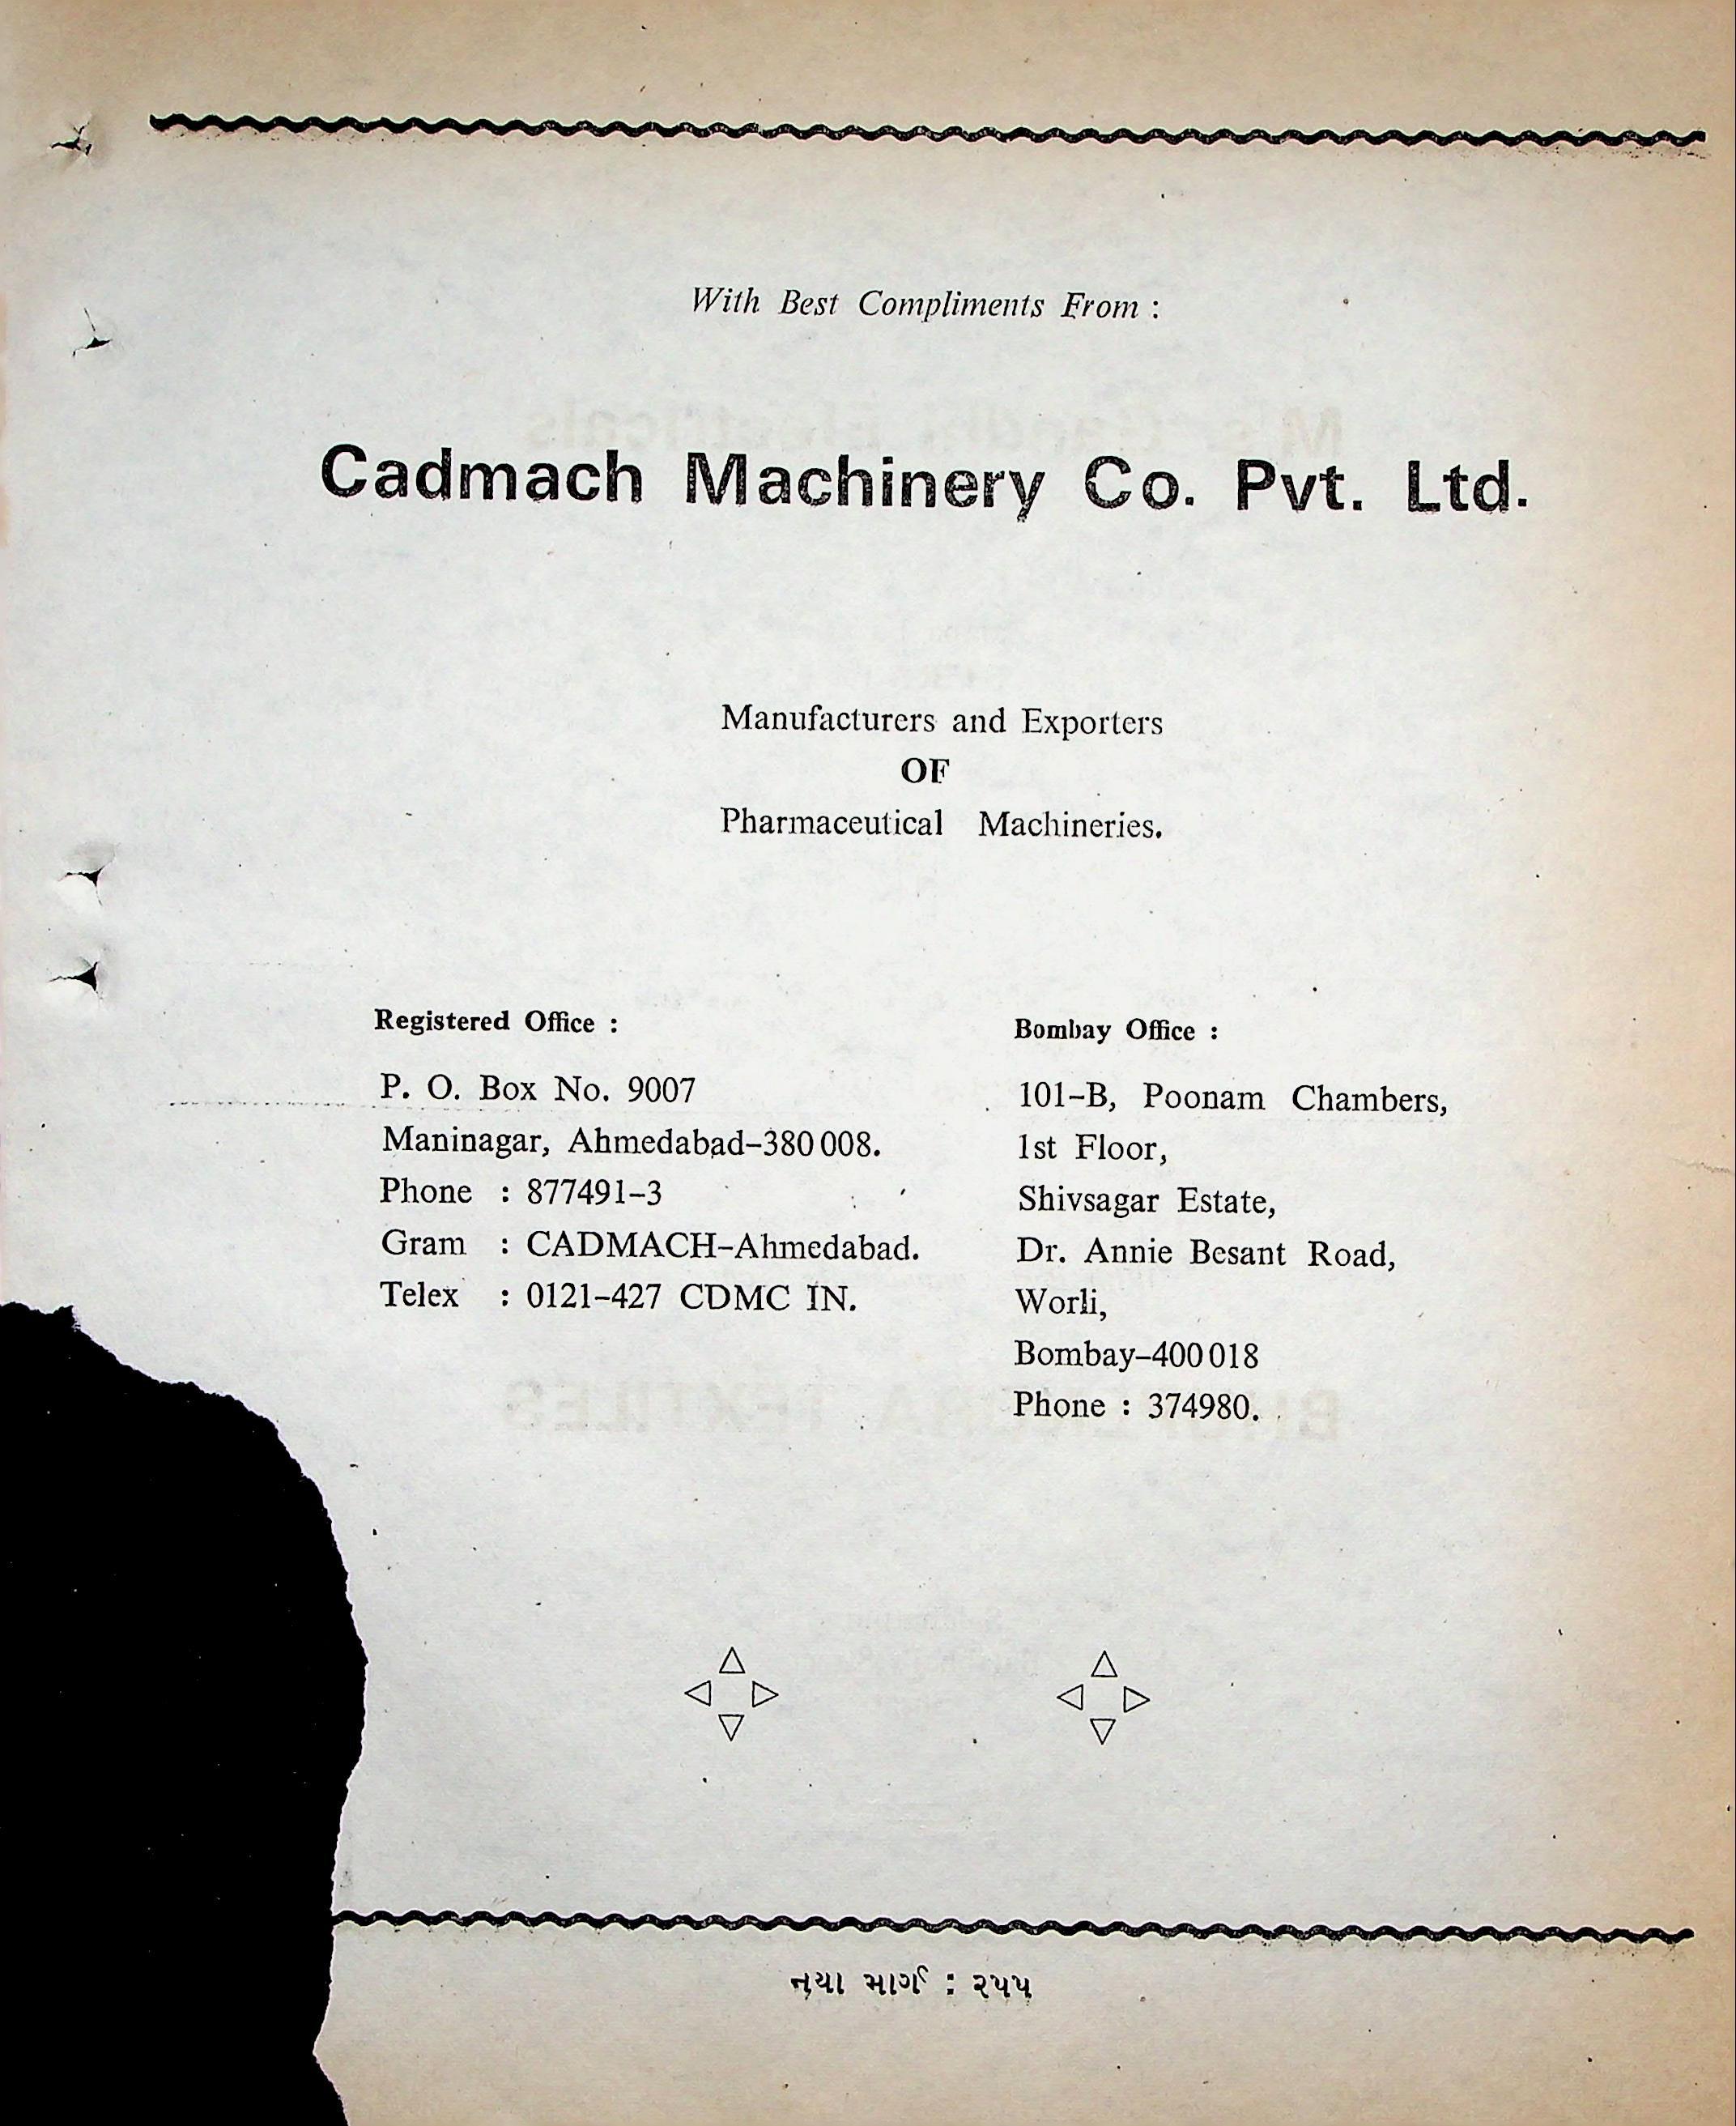 With Best Compliments From :
Cadmach Machinery Co. Pvt. Ltd.
Manufacturers and Exporters
OF
Pharmaceutical Machineries.
Registered Office :
P. O. Box No. 9007
Maninagar, Ahmedabad-380 008.
Phone : 877491-3
Gram : CADMACH-Ahmedabad.
Telex : 0121-427 CDMC IN.
Bombay Office :
101-B, Poonam Chambers,
1st Floor,
Shivsagar Estate,
Dr. Annie Besant Road,
Worli,
Bombay-400 018
Phone : 374980.
નયા માર્ગ : ૨૫૫